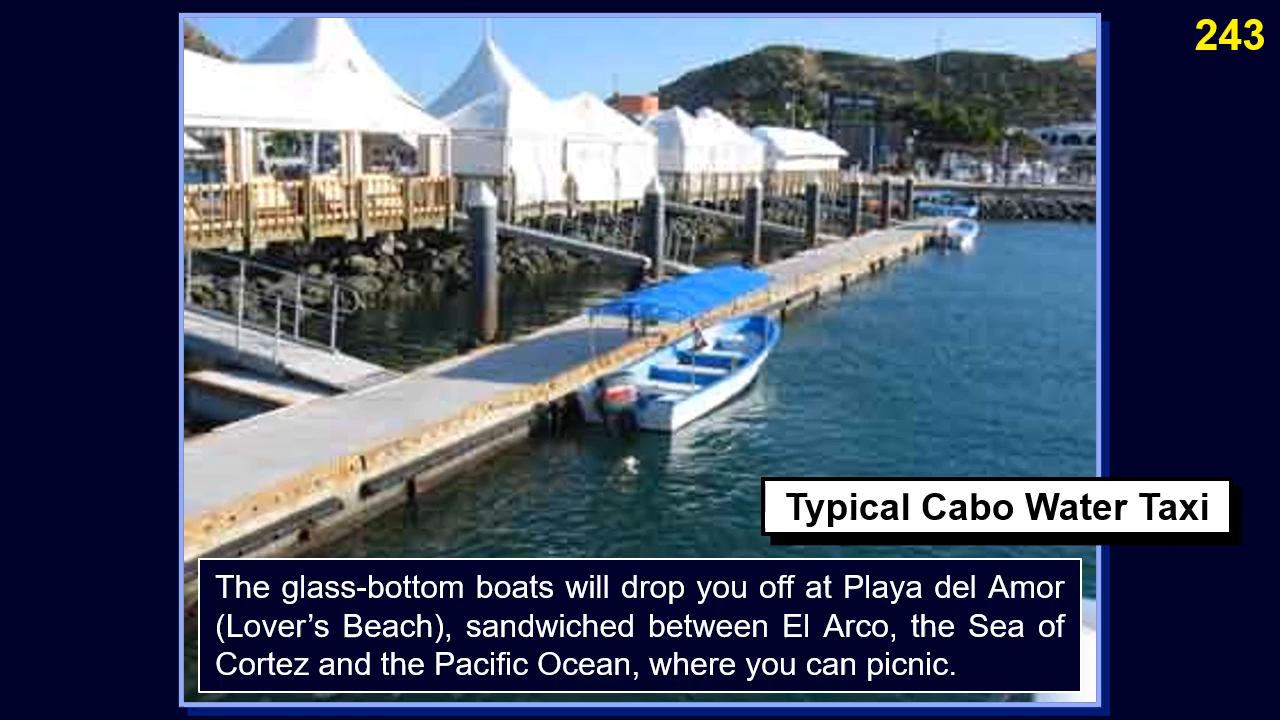 243
Typical Cabo Water Taxi
The glass-bottom boats will drop you off at Playa del Amor
(Lover’s Beach), sandwiched between El Arco, the Sea of
Cortez and the Pacific Ocean, where you can picnic.